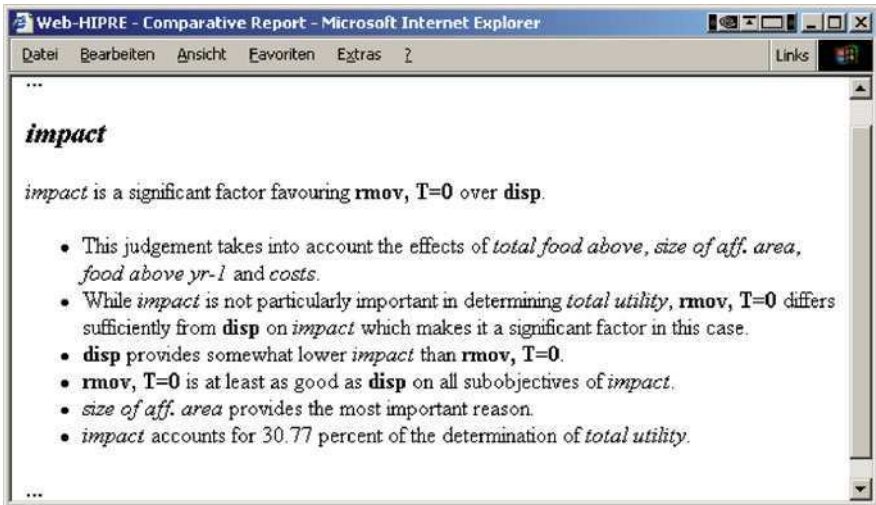 Web-HIPRE - Comparative Report - Microsoft Internet Explorer
Datei Bearbeiten Ansicht Favoriten Extras ? Links
...
impact
impact is a significant factor favouring rmov, T=0 over disp.
• This judgement takes into account the effects of total food above, size of aff. area,
food above yr-1 and costs.
• While impact is not particularly important in determining total utility, rmov, T=0 differs
sufficiently from disp on impact which makes it a significant factor in this case.
• disp provides somewhat lower impact than rmov, T=0.
• rmov, T=0 is at least as good as disp on all subobjectives of impact.
• size of aff. area provides the most important reason.
• impact accounts for 30.77 percent of the determination of total utility.
...